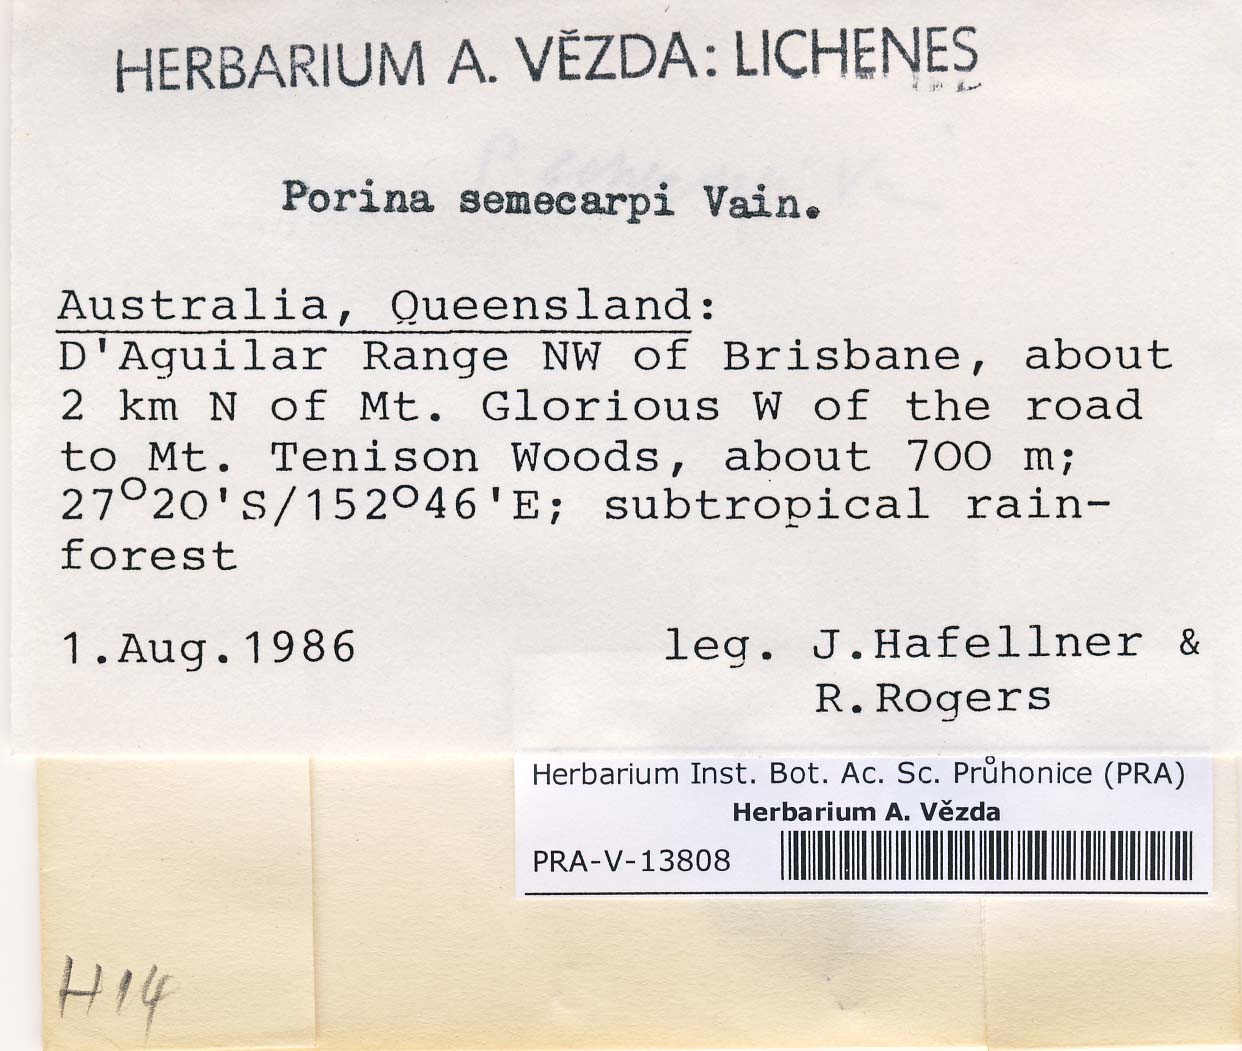 HERBARIUM A. VĚZDA: LICHENES
Porina semecarpi Vain.
Australia, Queensland:
D'Aguilar Range NW of Brisbane, about
2 km N of Mt. Glorious W of the road
to Mt. Tenison Woods, about 700 m;
27°20'S/152°46'E; subtropical rain-
forest
1.Aug.1986 leg. J.Hafellner &
R.Rogers
Herbarium Inst. Bot. Ac. Sc. Průhonice (PRA)
Herbarium A. Vězda
PRA-V-13808
H14